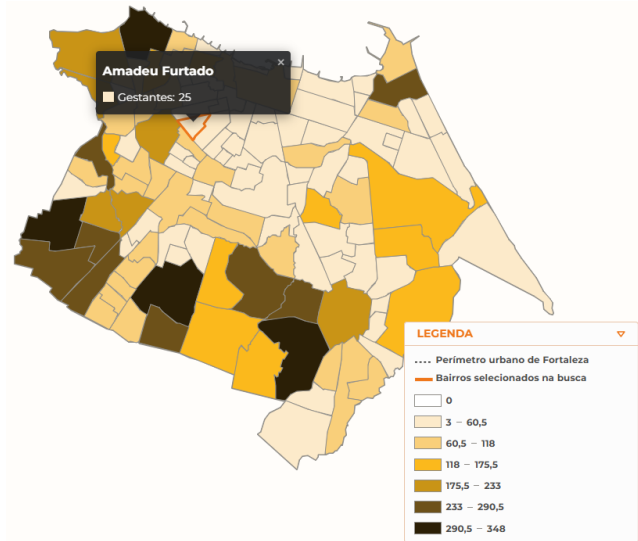 Amadeu Furtado
×
Gestantes: 25
LEGENDA
Perímetro urbano de Fortaleza
Bairros selecionados na busca
0
3 – 60,5
60,5 – 118
118 – 175,5
175,5 – 233
233 – 290,5
290,5 – 348